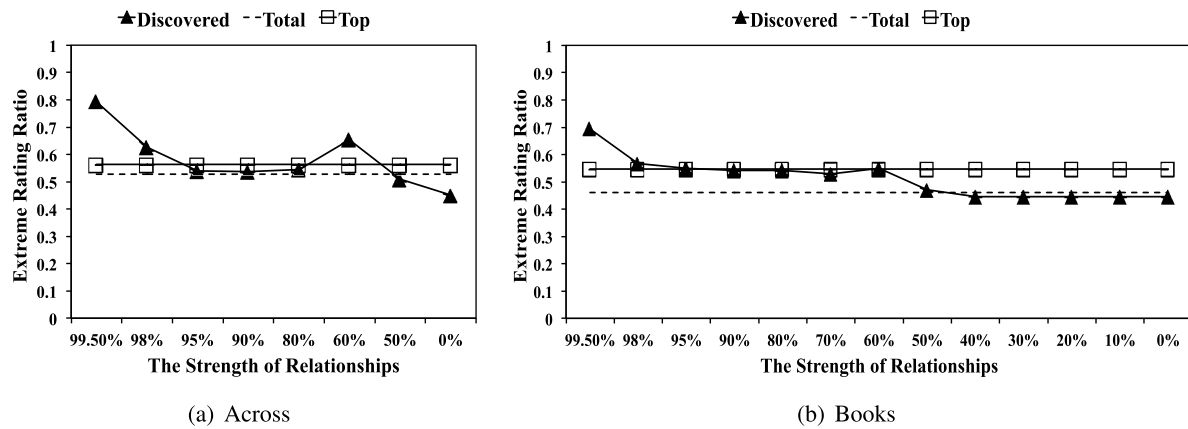 Discovered Total Top
Extreme Rating Ratio
1
0.9
0.8
0.7
0.6
0.5
0.4
0.3
0.2
0.1
0
99.50% 98% 95% 90% 80% 60% 50% 0%
The Strength of Relationships
(a) Across
Discovered Total Top
Extreme Rating Ratio
1
0.9
0.8
0.7
0.6
0.5
0.4
0.3
0.2
0.1
0
99.50% 98% 95% 90% 80% 70% 60% 50% 40% 30% 20% 10% 0%
The Strength of Relationships
(b) Books